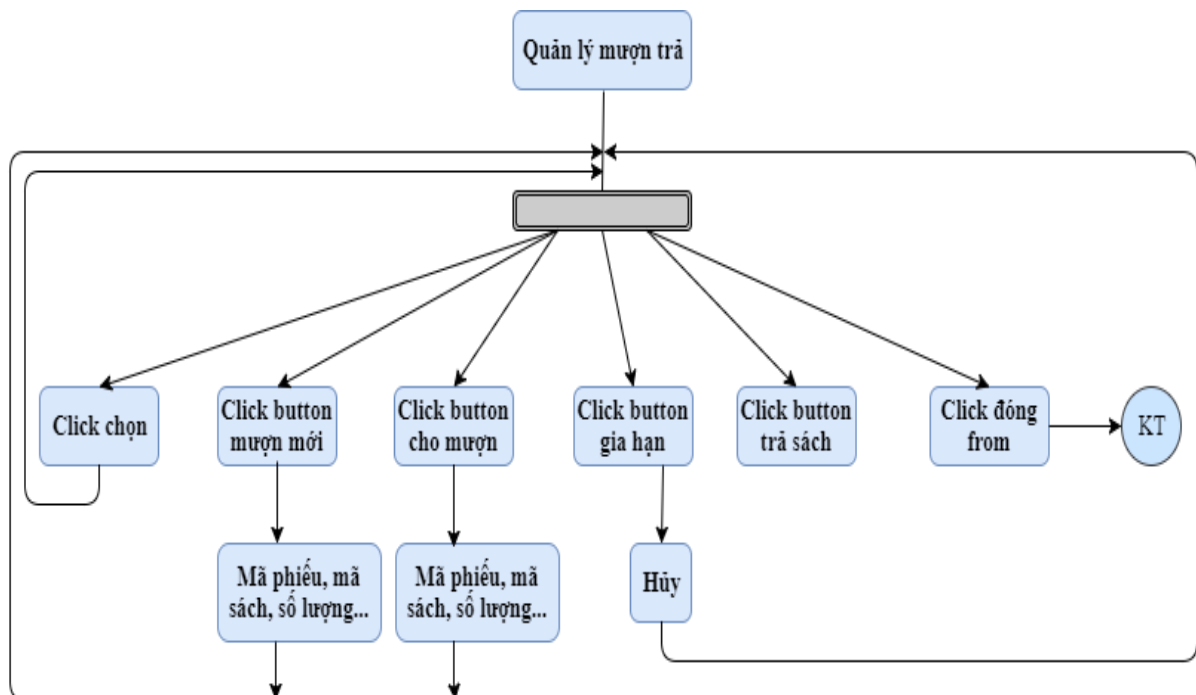 Quản lý mượn trả
Click chọn
Click button
mượn mới
Click button
cho mượn
Click button
gia hạn
Click button
trả sách
Click đóng
from
KT
Mã phiếu, mã
sách, số lượng...
Mã phiếu, mã
sách, số lượng...
Hủy